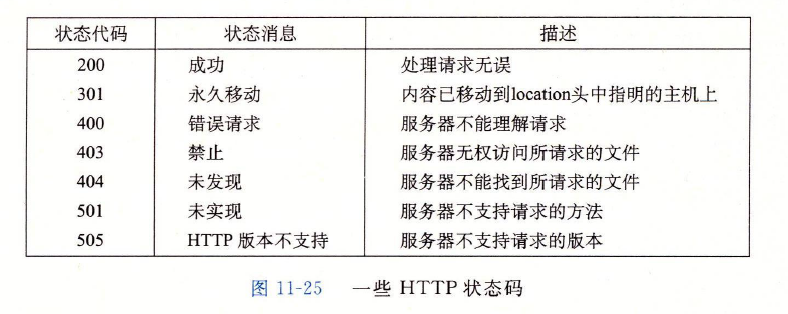 状态代码 状态消息 描述
200 成功 处理请求无误
301 永久移动 内容已移动到location头中指明的主机上
400 错误请求 服务器不能理解请求
403 禁止 服务器无权访问所请求的文件
404 未发现 服务器不能找到所请求的文件
501 未实现 服务器不支持请求的方法
505 HTTP 版本不支持 服务器不支持请求的版本
图 11-25 一些 HTTP 状态码